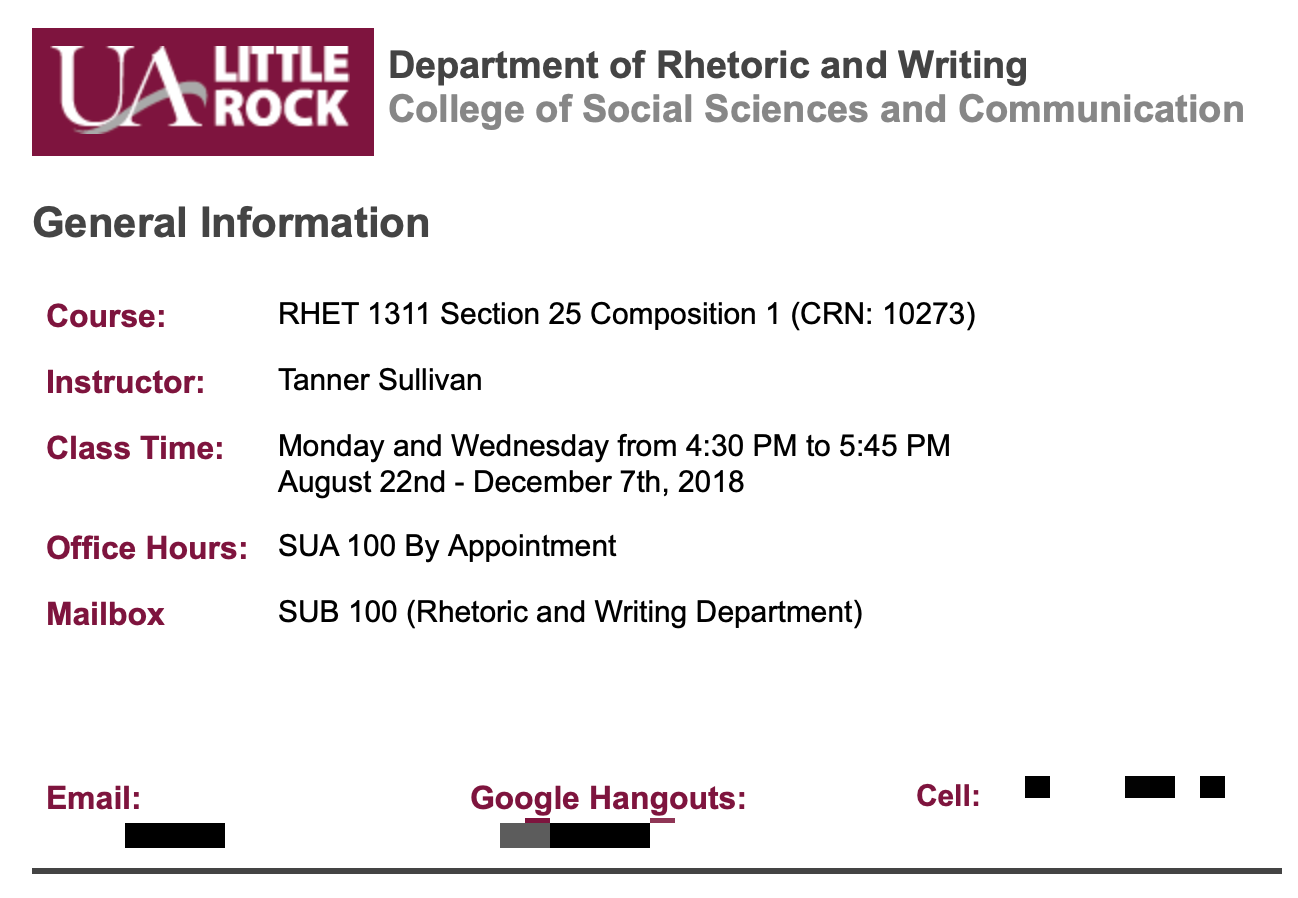 UA LITTLE ROCK
Department of Rhetoric and Writing
College of Social Sciences and Communication
General Information
Course: RHET 1311 Section 25 Composition 1 (CRN: 10273)
Instructor: Tanner Sullivan
Class Time: Monday and Wednesday from 4:30 PM to 5:45 PM
August 22nd - December 7th, 2018
Office Hours: SUA 100 By Appointment
Mailbox SUB 100 (Rhetoric and Writing Department)
Email: Google Hangouts: Cell: